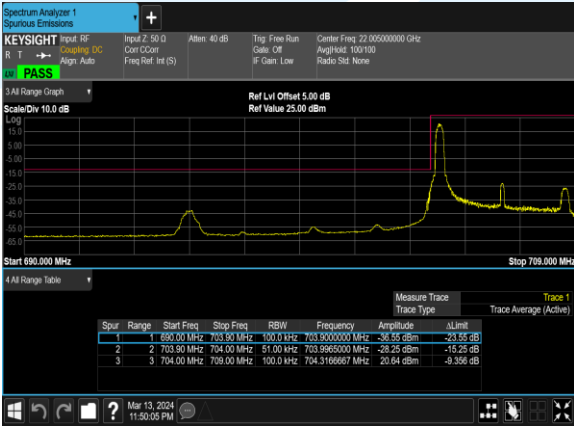 Spectrum Analyzer 1
Spurious Emissions
KEYSIGHT Input: RF Input Z: 50 Ω Atten: 40 dB Trig: Free Run Center Freq: 22.005000000 GHz
R T Coupling: DC Corr CCorr Gate: Off Avg|Hold: 100/100
Align: Auto Freq Ref: Int (S) IF Gain: Low Radio Std: None
LW PASS
3 All Range Graph
Ref Lvl Offset 5.00 dB
Scale/Div 10.0 dB Ref Value 25.00 dBm
Log
15.0
5.00
-5.00
-15.0
-25.0
-35.0
-45.0
-55.0
-65.0
Start 690.000 MHz Stop 709.000 MHz
4 All Range Table
Measure Trace Trace 1
Trace Type Trace Average (Active)
Spur Range Start Freq Stop Freq RBW Frequency Amplitude ΔLimit
1 1 690.00 MHz 703.90 MHz 100.0 kHz 703.9000000 MHz -36.55 dBm -23.55 dB
2 2 703.90 MHz 704.00 MHz 51.00 kHz 703.9965000 MHz -28.25 dBm -15.25 dB
3 3 704.00 MHz 709.00 MHz 100.0 kHz 704.3166667 MHz 20.64 dBm -9.356 dB
?
Mar 13, 2024
11:50:05 PM